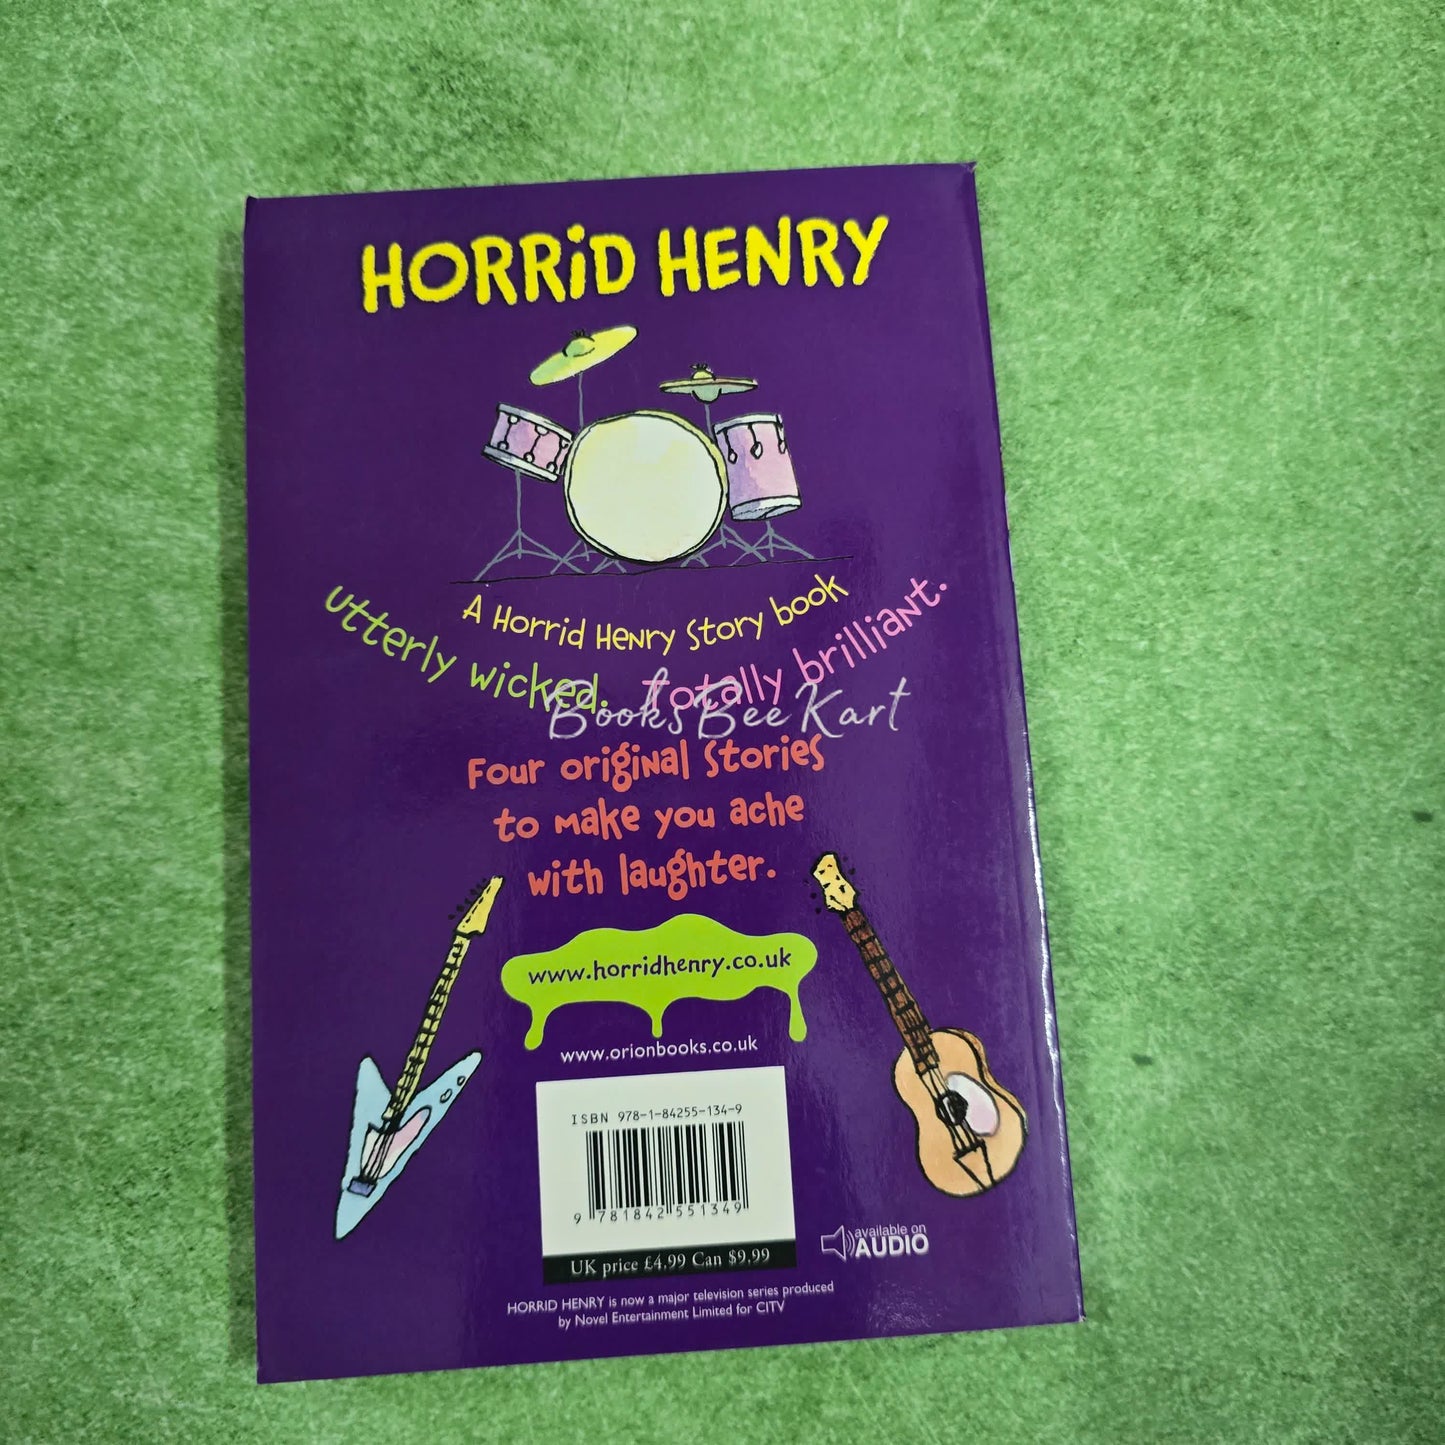 HORRiD HENRY
A Horrid Henry Story book
utterly wicked. Totally brilliant.
Books Bee Kart
Four original Stories
to make you ache
with laughter.
www.horridhenry.co.uk
www.orionbooks.co.uk
ISBN 978-1-84255-134-9
9 781842 551349
UK price £4.99 Can $9.99
available on
AUDIO
HORRID HENRY is now a major television series produced
by Novel Entertainment Limited for CITV